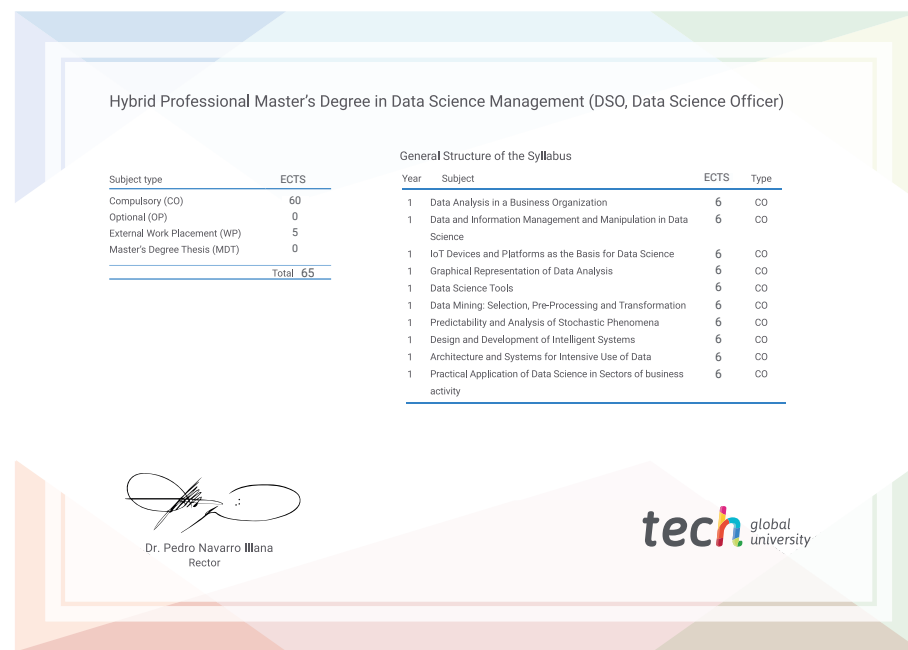 Hybrid Professional Master's Degree in Data Science Management (DSO, Data Science Officer)
Subject type ECTS
Compulsory (CO) 60
Optional (OP) 0
External Work Placement (WP) 5
Master's Degree Thesis (MDT) 0
Total 65
General Structure of the Syllabus
Year Subject ECTS Type
1 Data Analysis in a Business Organization 6 CO
1 Data and Information Management and Manipulation in Data 6 CO
Science
1 IoT Devices and Platforms as the Basis for Data Science 6 CO
1 Graphical Representation of Data Analysis 6 CO
1 Data Science Tools 6 CO
1 Data Mining: Selection, Pre-Processing and Transformation 6 CO
1 Predictability and Analysis of Stochastic Phenomena 6 CO
1 Design and Development of Intelligent Systems 6 CO
1 Architecture and Systems for Intensive Use of Data 6 CO
1 Practical Application of Data Science in Sectors of business 6 CO
activity
Dr. Pedro Navarro Illana
Rector
tech global
university